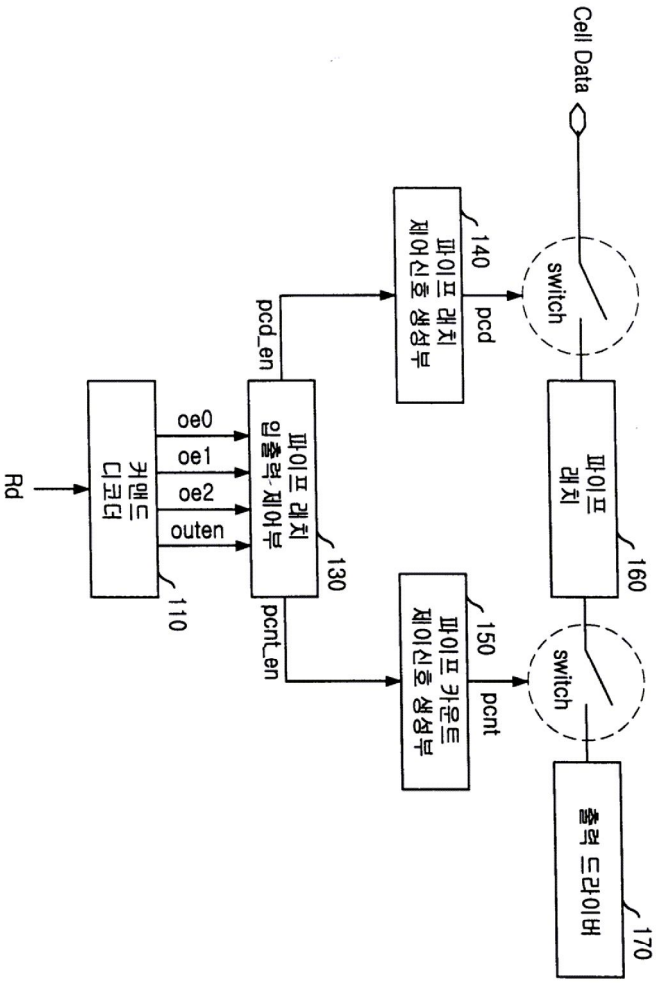 Cell Data
switch
파이프
래치
160
switch
출력 드라이버
170
pcd
140
파이프 래치
제어신호 생성부
pcnt
150
파이프 카운트
제이신호 생성부
pcd_en
파이프 래치
입출력 제어부
130
pcnt_en
oe0
oe1
oe2
outen
커맨드
디코더
110
Rd